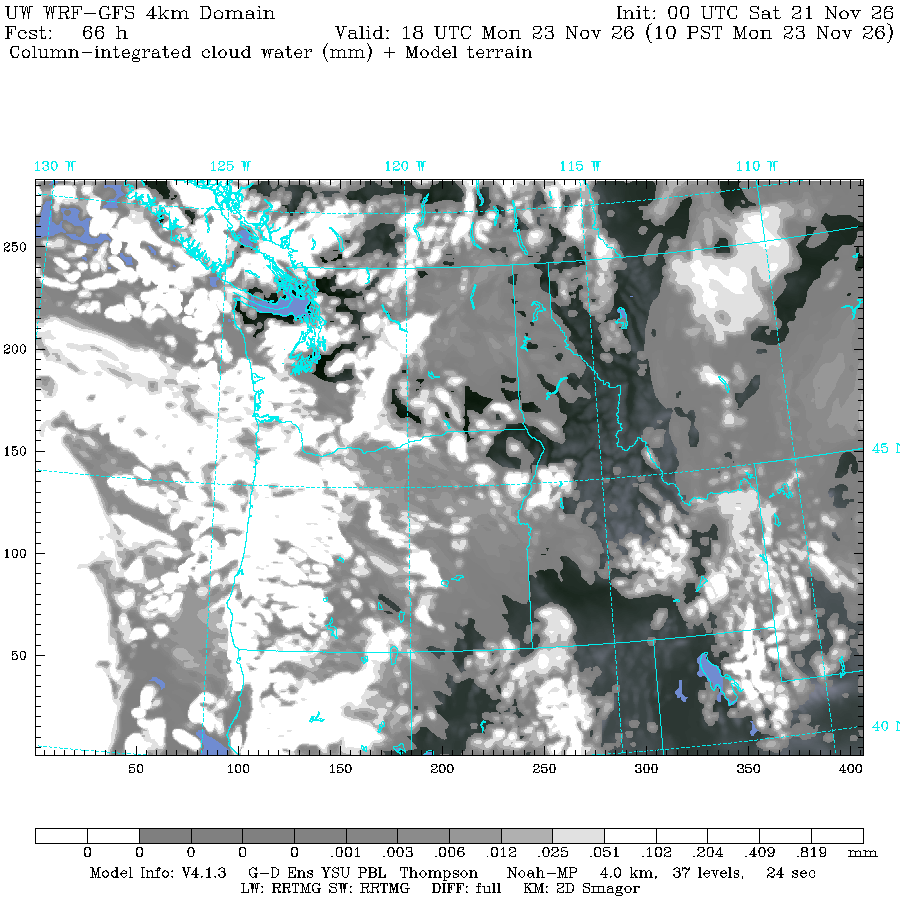 UW WRF-GFS 4km Domain Init: 00 UTC Sat 21 Nov 26
Fcst: 66 h Valid: 18 UTC Mon 23 Nov 26 (10 PST Mon 23 Nov 26)
Column-integrated cloud water (mm) + Model terrain
130 W 125 W 120 W 115 W 110 W
250
200
150
45 N
100
50
40 N
50 100 150 200 250 300 350 400
0 0 0 0 .001 .003 .006 .012 .025 .051 .102 .204 .409 .819 mm
Model Info: V4.1.3 G-D Ens YSU PBL Thompson Noah-MP 4.0 km, 37 levels, 24 sec
LW: RRTMG SW: RRTMG DIFF: full KM: 2D Smagor